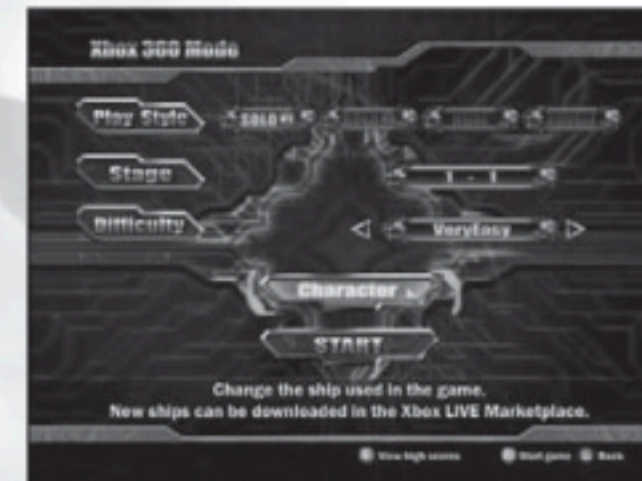 Xbox 360 Mode
Play Style SOLO
Stage 1 - 1
Difficulty VeryEasy
Character
START
Change the ship used in the game.
New ships can be downloaded in the Xbox LIVE Marketplace.
View high scores Start game Back